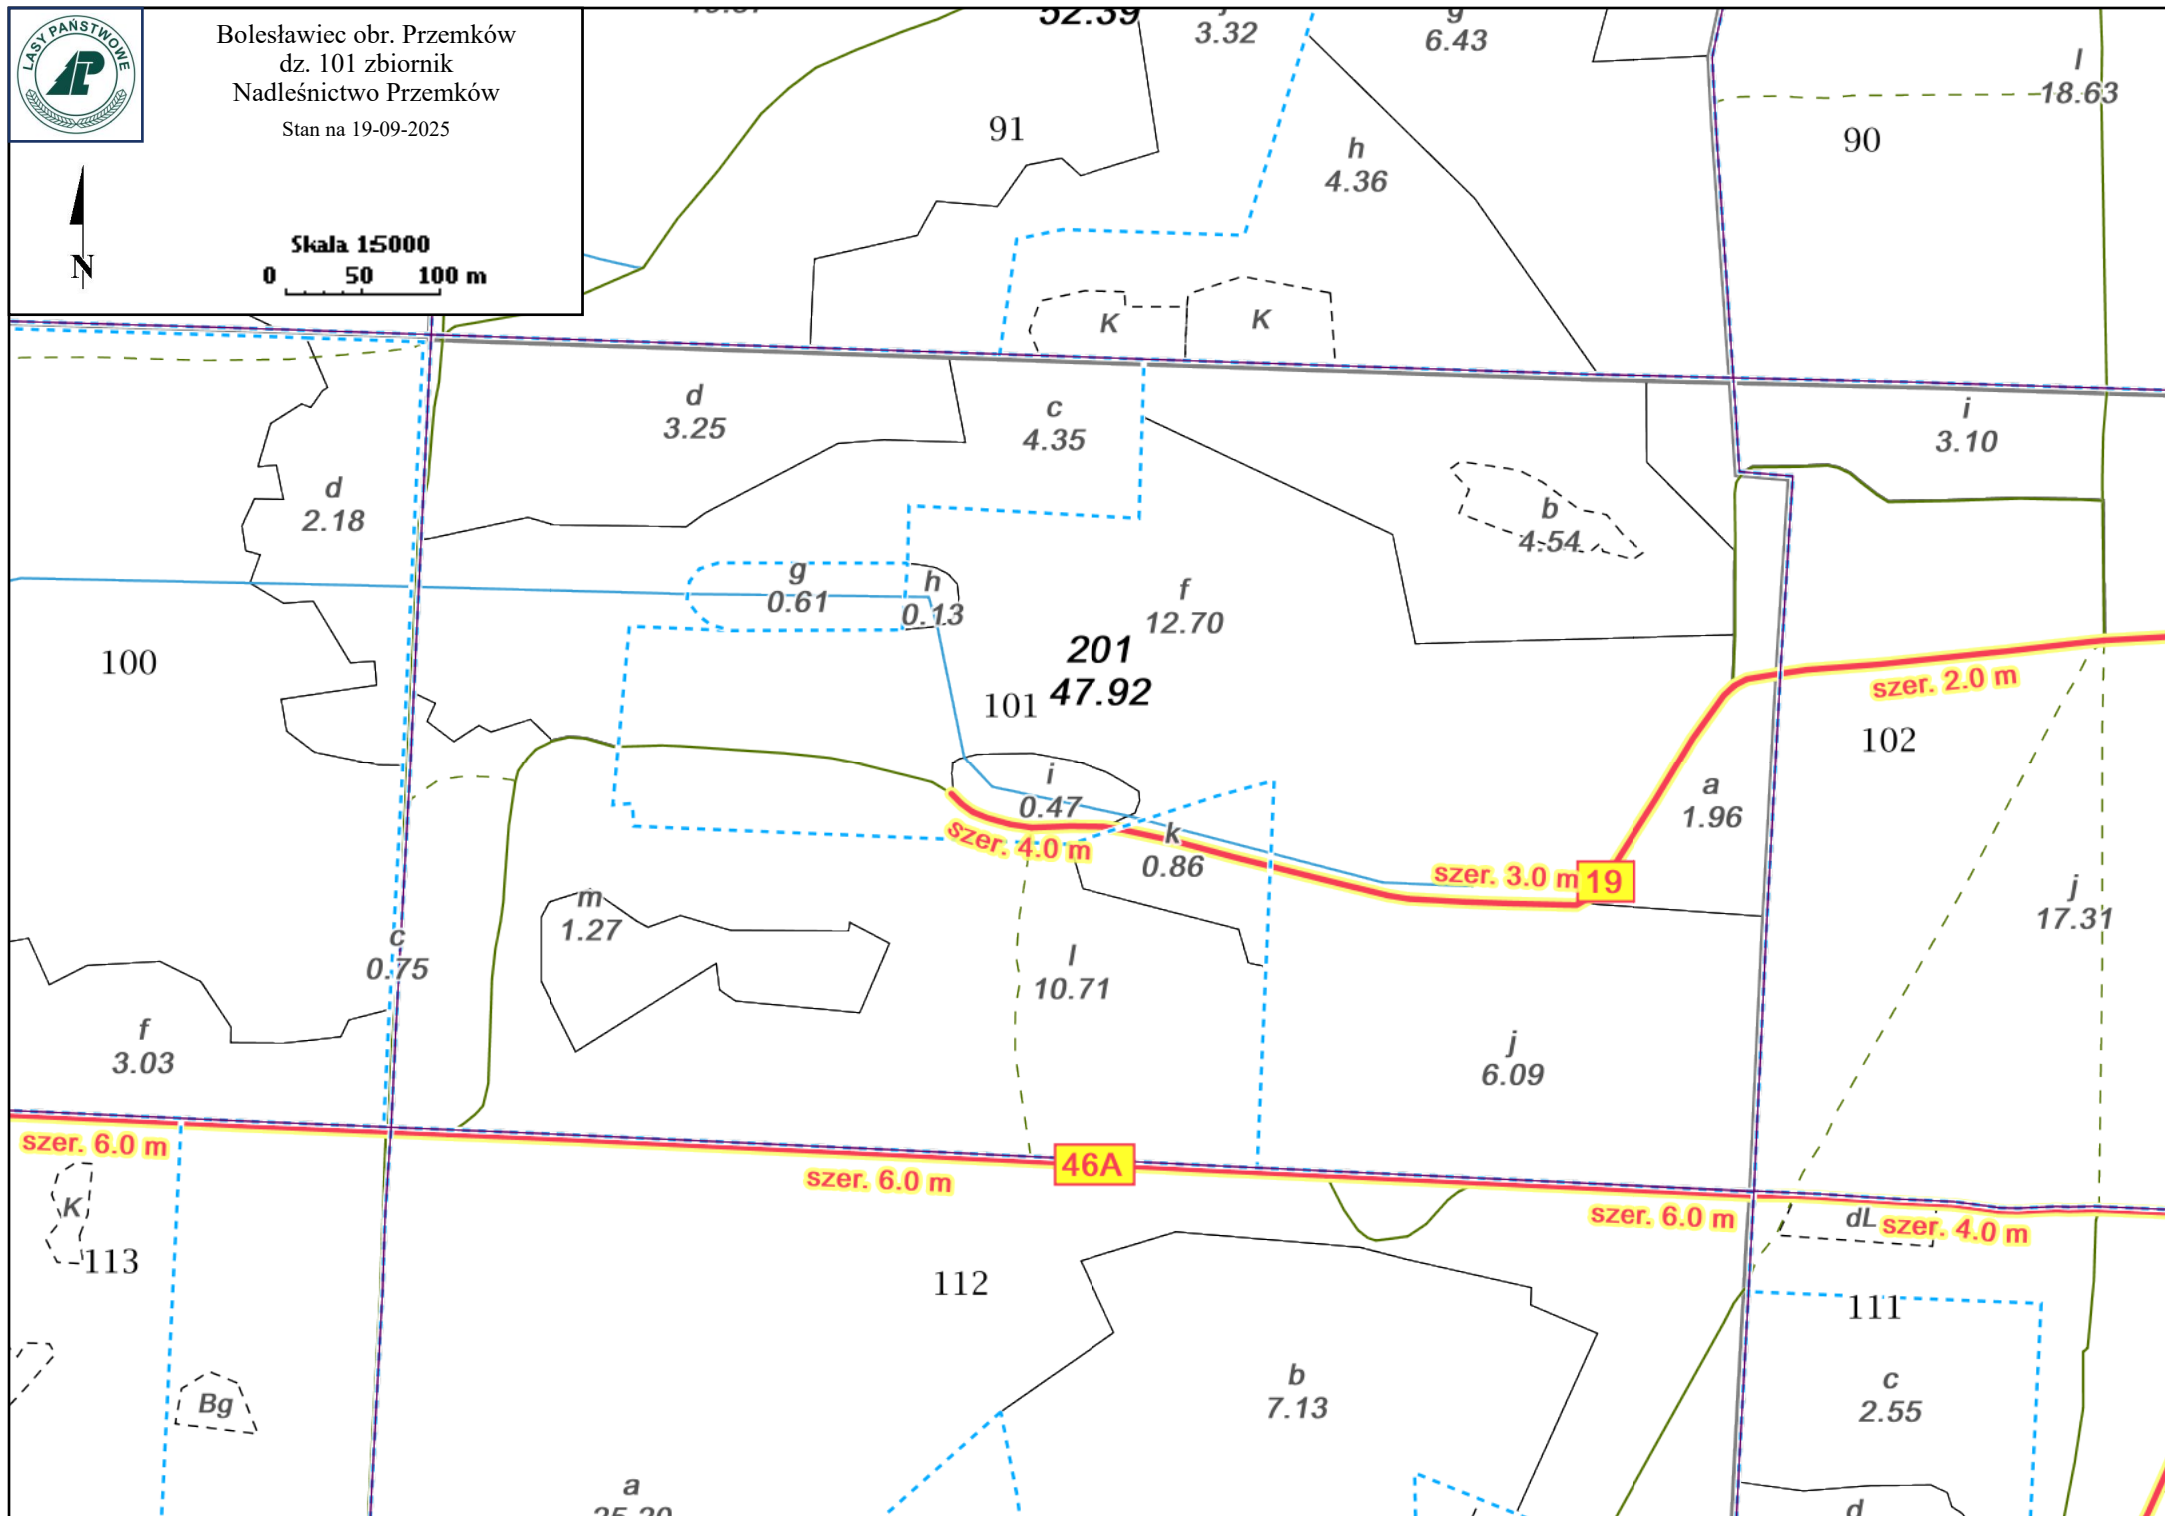 LASY PAŃSTWOWE
Bolesławiec obr. Przemków
dz. 101 zbiornik
Nadleśnictwo Przemków
Stan na 19-09-2025
N
Skala 1:5000
0 50 100 m
52.39
3.32
g
6.43
l
18.63
91
90
h
4.36
K
K
d
3.25
c
4.35
i
3.10
d
2.18
b
4.54
g
0.61
h
0.13
f
12.70
201
47.92
101
100
szer. 2.0 m
102
i
0.47
a
1.96
szer. 4.0 m
k
0.86
szer. 3.0 m
19
m
1.27
j
17.31
c
0.75
l
10.71
f
3.03
j
6.09
szer. 6.0 m
46A
szer. 6.0 m
szer. 6.0 m
dL
szer. 4.0 m
K
113
112
111
Bg
b
7.13
c
2.55
a
25.20
d